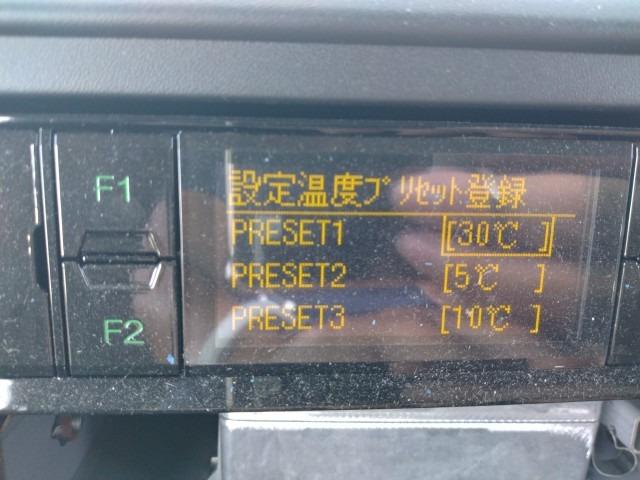 F1
F2
設定温度プリセット登録
PRESET1 [30℃ ]
PRESET2 [5℃ ]
PRESET3 [10℃ ]